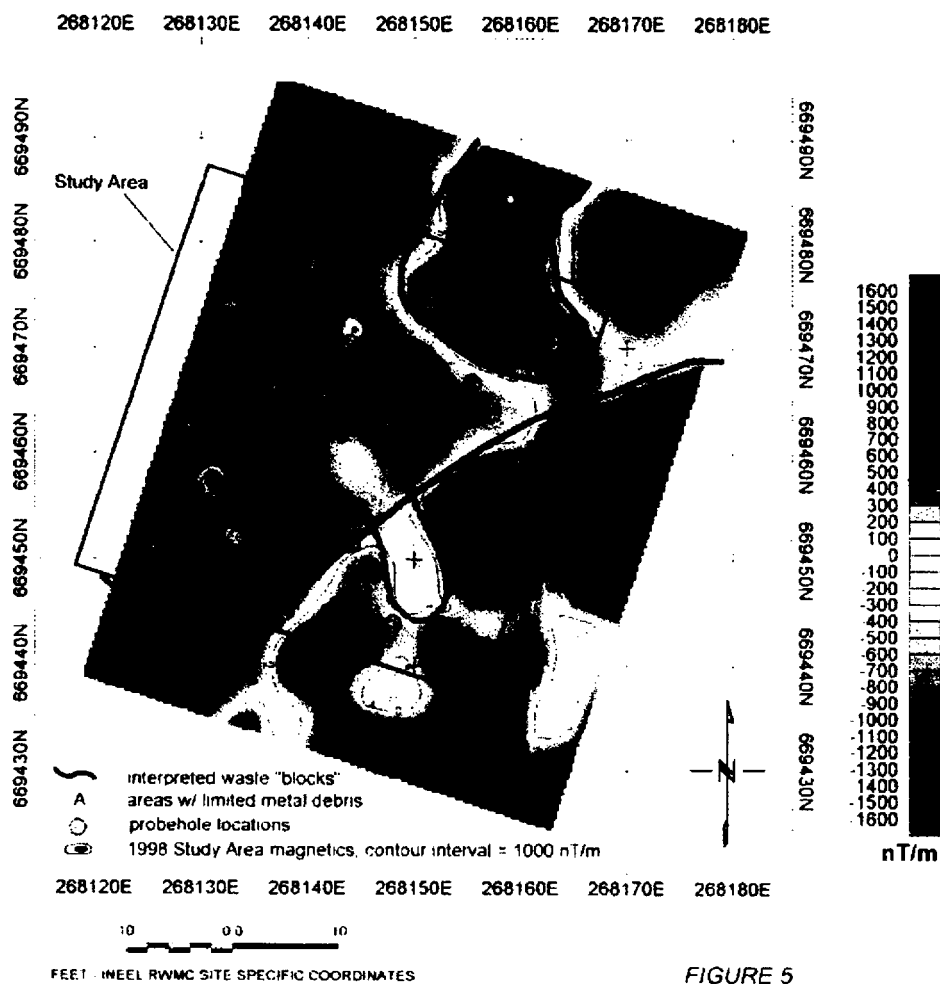 268120E 268130E 268140E 268150E 268160E 268170E 268180E
669490N
669480N
669470N
669460N
669450N
669440N
669430N
Study Area
669490N
669480N
669470N
669460N
669450N
669440N
669430N
1600
1500
1400
1300
1200
1100
1000
900
800
700
600
500
400
300
200
100
0
-100
-200
-300
-400
-500
-600
-700
-800
-900
-1000
-1100
-1200
-1300
-1400
-1500
-1600
nT/m
N
interpreted waste "blocks"
A areas w/ limited metal debris
probehole locations
1998 Study Area magnetics, contour interval = 1000 nT/m
268120E 268130E 268140E 268150E 268160E 268170E 268180E
10 0 0 10
FEET - INEEL RWMC SITE SPECIFIC COORDINATES
FIGURE 5